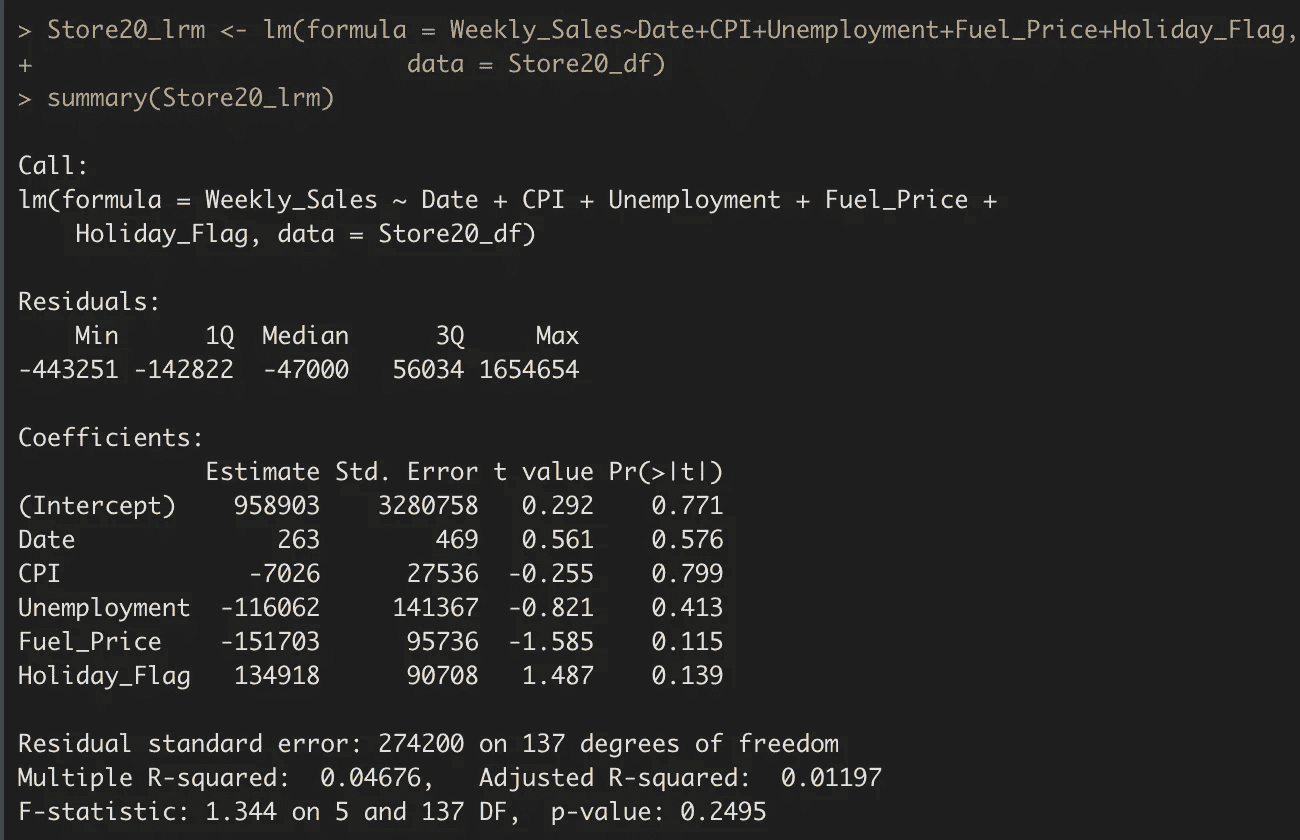 > Store20_lrm <- lm(formula = Weekly_Sales~Date+CPI+Unemployment+Fuel_Price+Holiday_Flag,
+                           data = Store20_df)
> summary(Store20_lrm)

Call:
lm(formula = Weekly_Sales ~ Date + CPI + Unemployment + Fuel_Price +
    Holiday_Flag, data = Store20_df)

Residuals:
    Min      1Q  Median      3Q     Max
-443251 -142822  -47000   56034 1654654

Coefficients:
             Estimate Std. Error t value Pr(>|t|)
(Intercept)    958903    3280758   0.292    0.771
Date              263        469   0.561    0.576
CPI             -7026      27536  -0.255    0.799
Unemployment  -116062     141367  -0.821    0.413
Fuel_Price    -151703      95736  -1.585    0.115
Holiday_Flag   134918      90708   1.487    0.139

Residual standard error: 274200 on 137 degrees of freedom
Multiple R-squared:  0.04676,   Adjusted R-squared:  0.01197
F-statistic: 1.344 on 5 and 137 DF,  p-value: 0.2495